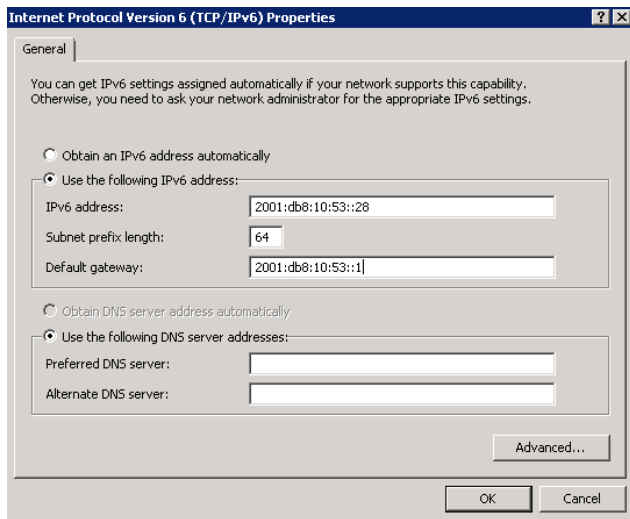 Internet Protocol Version 6 (TCP/IPv6) Properties
General
You can get IPv6 settings assigned automatically if your network supports this capability.
Otherwise, you need to ask your network administrator for the appropriate IPv6 settings.
Obtain an IPv6 address automatically
Use the following IPv6 address:
IPv6 address: 2001:db8:10:53::28
Subnet prefix length: 64
Default gateway: 2001:db8:10:53::1
Obtain DNS server address automatically
Use the following DNS server addresses:
Preferred DNS server:
Alternate DNS server:
Advanced...
OK Cancel